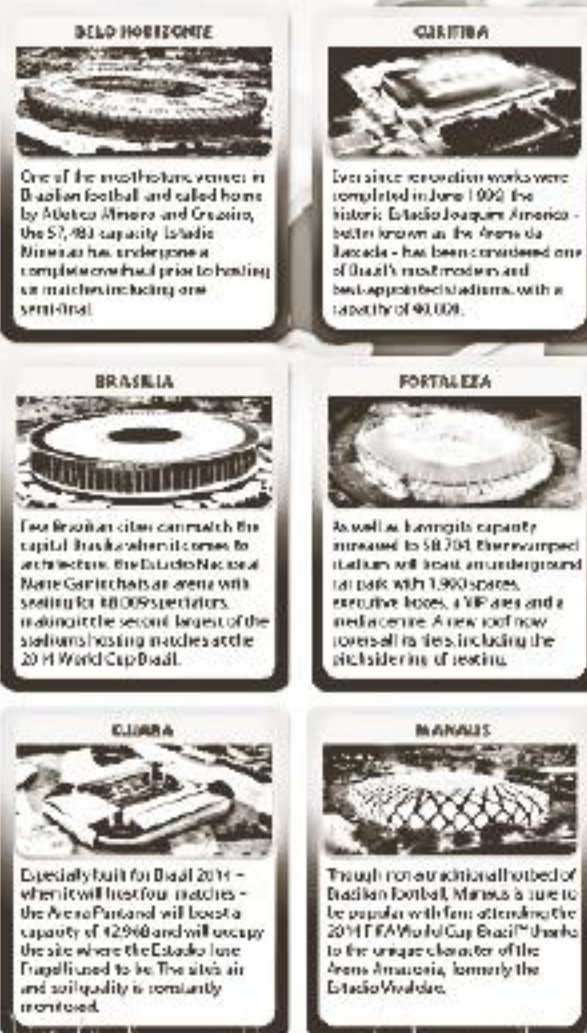 BELO HORIZONTE
One of the most historic venues in
Brazilian football and called home
by Atletico Mineiro and Cruzeiro,
the 57,483 capacity Estadio
Mineirao has undergone a
complete overhaul prior to hosting
six matches including one
semi-final.
CURITIBA
Ever since renovation works were
completed in June 1999, the
historic Estadio Joaquim Americo -
better known as the Arena da
Baixada - has been considered one
of Brazil's most modern and
best-appointed stadiums, with a
capacity of 40,000.
BRASILIA
Few Brazilian cities can match the
capital Brasilia when it comes to
architecture. the Estadio Nacional
Mane Garrincha is an arena with
seating for 68,009 spectators,
making it the second largest of the
stadiums hosting matches at the
2014 World Cup Brazil.
FORTALEZA
As well as having its capacity
increased to 58,704, the revamped
stadium will boast an underground
car park with 1,900 spaces,
executive boxes, a VIP area and a
media centre. A new roof now
covers all its tiers, including the
pitchside ring of seating.
CUIABA
Especially built for Brazil 2014 -
when it will host four matches -
the Arena Pantanal will boast a
capacity of 42,968 and will occupy
the site where the Estadio Jose
Fragelli used to be. The site's air
and soil quality is constantly
monitored.
MANAUS
Though not a traditional hotbed of
Brazilian football, Manaus is sure to
be popular with fans attending the
2014 FIFA World Cup Brazil™ thanks
to the unique character of the
Arena Amazonia, formerly the
Estadio Vivaldao.